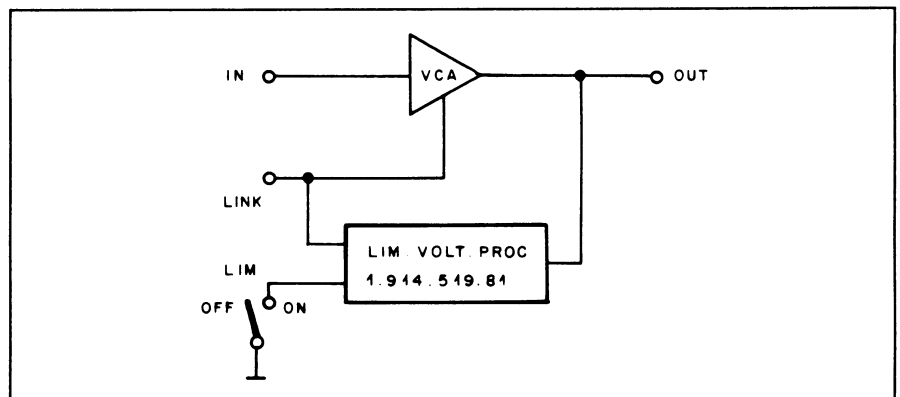 IN
VCA
OUT
LINK
LIM. VOLT. PROC
1.914.519.81
LIM
OFF
ON